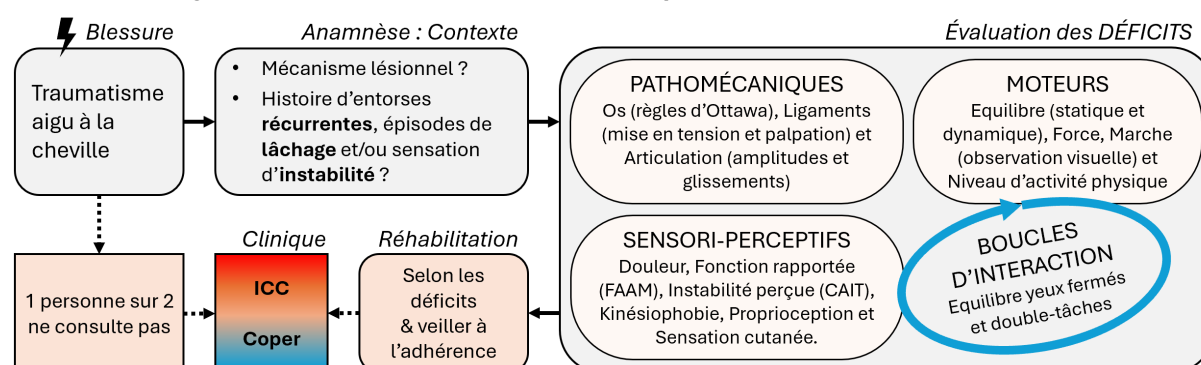 Blessure
Traumatisme
aigu à la
cheville
Anamnèse : Contexte
• Mécanisme lésionnel ?
• Histoire d’entorses
récurrentes, épisodes de
lâchage et/ou sensation
d’instabilité ?
Évaluation des DÉFICITS
PATHOMÉCANIQUES
Os (règles d’Ottawa), Ligaments
(mise en tension et palpation) et
Articulation (amplitudes et
glissements)
MOTEURS
Equilibre (statique et
dynamique), Force, Marche
(observation visuelle) et
Niveau d’activité physique
SENSORI-PERCEPTIFS
Douleur, Fonction rapportée
(FAAM), Instabilité perçue (CAIT),
Kinésiophobie, Proprioception et
Sensation cutanée.
BOUCLES
D’INTERACTION
Equilibre yeux fermés
et double-tâches
Réhabilitation
Selon les
déficits
& veiller à
l’adhérence
Clinique
ICC
Coper
1 personne sur 2
ne consulte pas